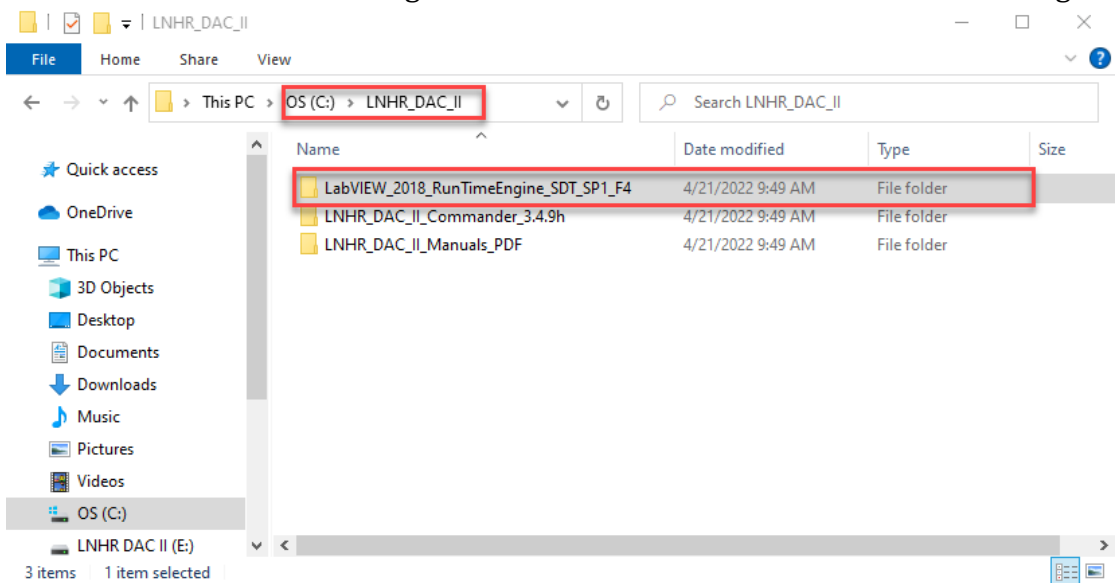 LNHR_DAC_II
File Home Share View
This PC > OS (C:) > LNHR_DAC_II
Search LNHR_DAC_II
Name Date modified Type Size
Quick access
LabVIEW_2018_RunTimeEngine_SDT_SP1_F4 4/21/2022 9:49 AM File folder
OneDrive
LNHR_DAC_II_Commander_3.4.9h 4/21/2022 9:49 AM File folder
This PC
LNHR_DAC_II_Manuals_PDF 4/21/2022 9:49 AM File folder
3D Objects
Desktop
Documents
Downloads
Music
Pictures
Videos
OS (C:)
LNHR DAC II (E:)
3 items 1 item selected